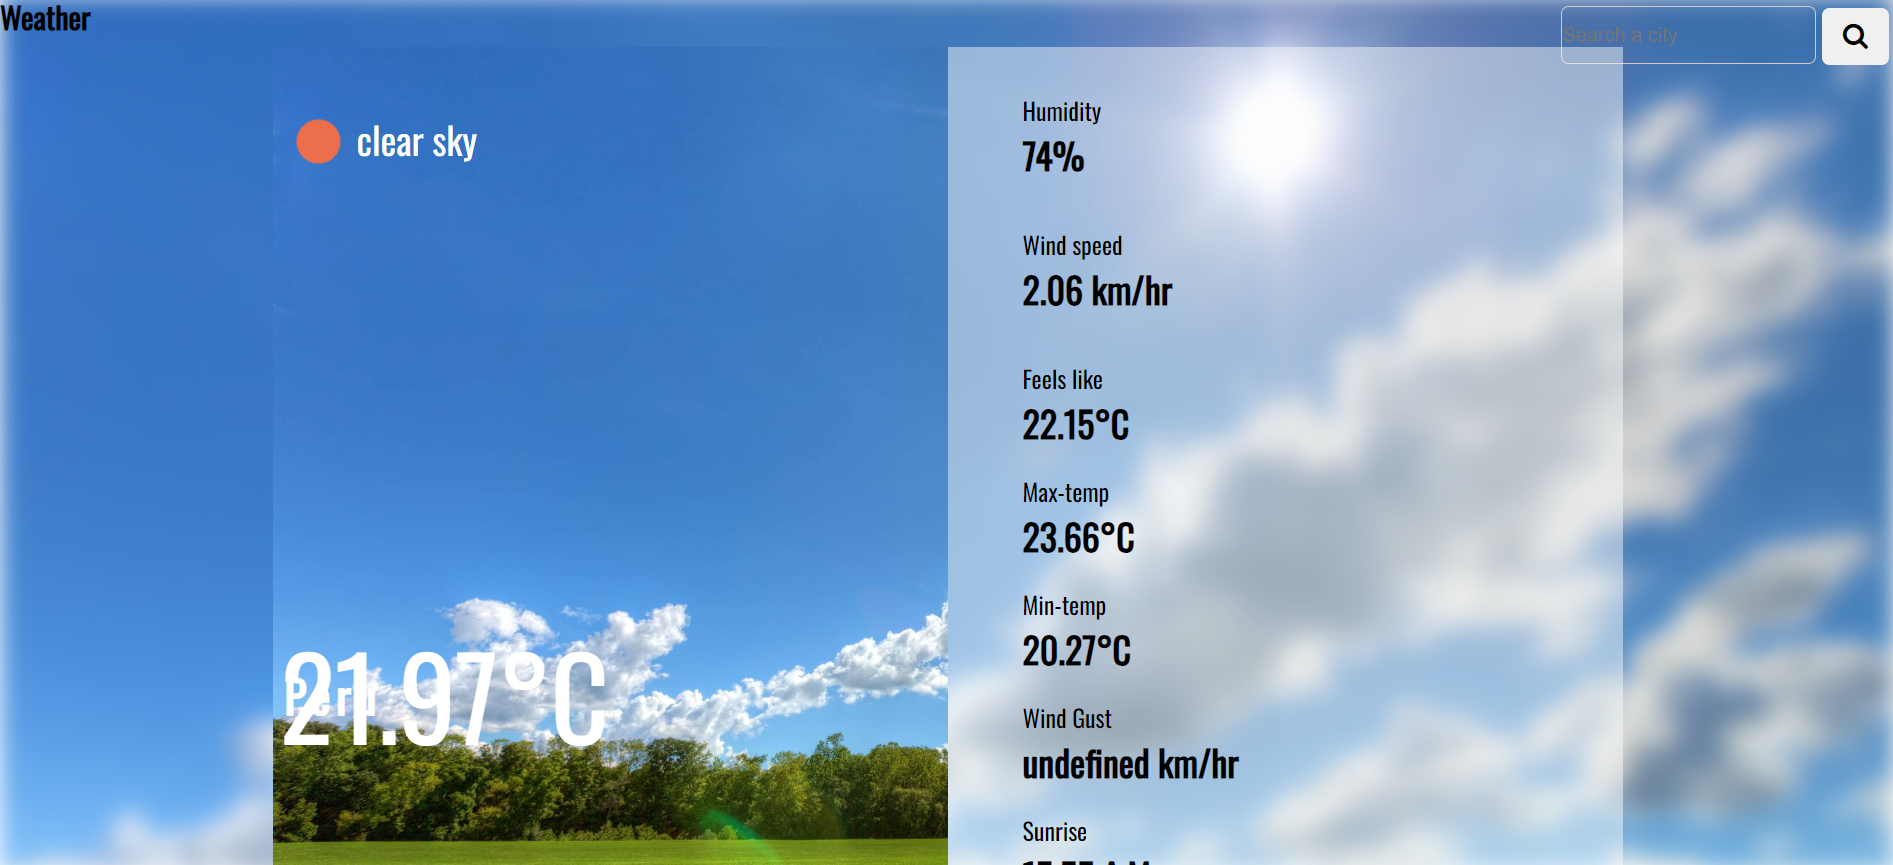 Weather
Search a city
clear sky
21.97°C
Peru
Humidity
74%
Wind speed
2.06 km/hr
Feels like
22.15°C
Max-temp
23.66°C
Min-temp
20.27°C
Wind Gust
undefined km/hr
Sunrise